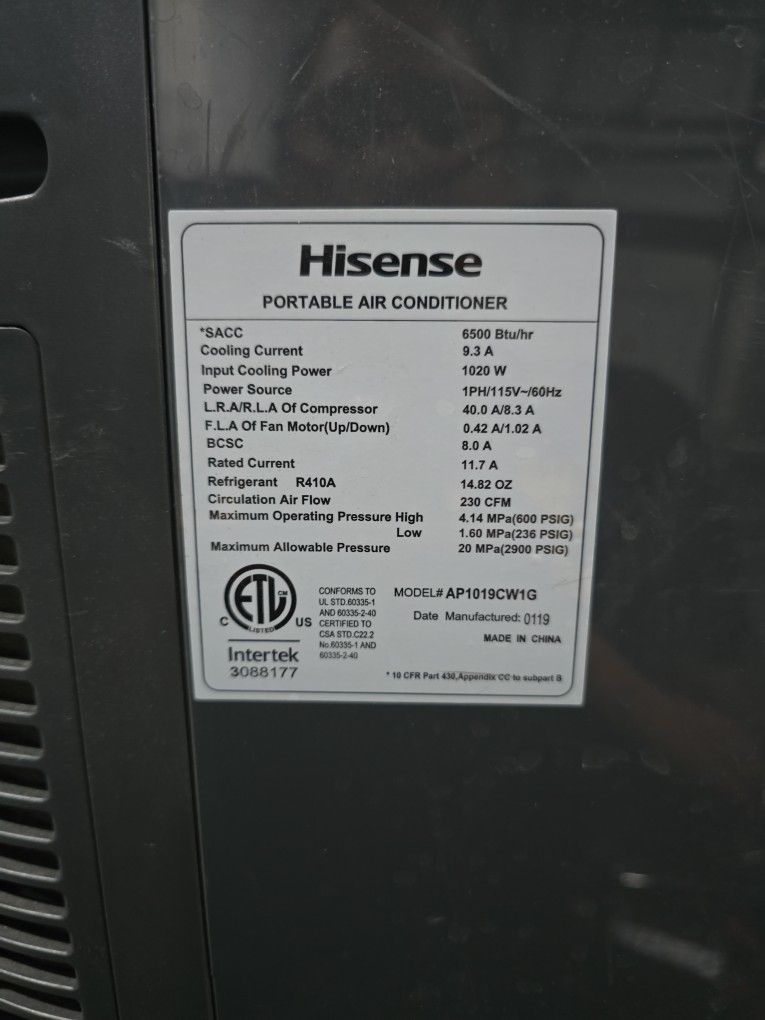 Hisense
PORTABLE AIR CONDITIONER
*SACC 6500 Btu/hr
Cooling Current 9.3 A
Input Cooling Power 1020 W
Power Source 1PH/115V~/60Hz
L.R.A/R.L.A Of Compressor 40.0 A/8.3 A
F.L.A Of Fan Motor(Up/Down) 0.42 A/1.02 A
BCSC 8.0 A
Rated Current 11.7 A
Refrigerant R410A 14.82 OZ
Circulation Air Flow 230 CFM
Maximum Operating Pressure High 4.14 MPa(600 PSIG)
Low 1.60 MPa(236 PSIG)
Maximum Allowable Pressure 20 MPa(2900 PSIG)
ETL CM
LISTED
C US
Intertek
3088177
CONFORMS TO
UL STD.60335-1
AND 60335-2-40
CERTIFIED TO
CSA STD.C22.2
No.60335-1 AND
60335-2-40
MODEL# AP1019CW1G
Date Manufactured: 0119
MADE IN CHINA
* 10 CFR Part 430,Appendix CC to subpart B